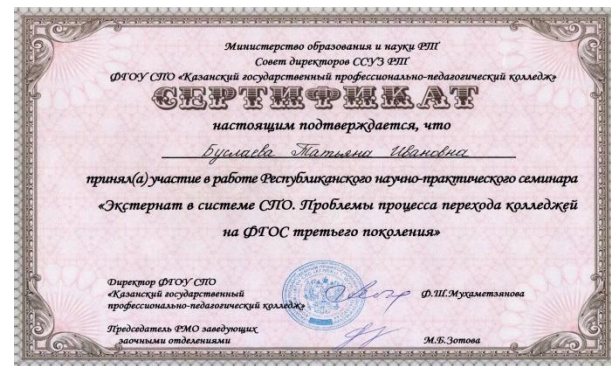 Министерство образования и науки РТ
Совет директоров ССУЗ РТ
ФГОУ СПО «Казанский государственный профессионально-педагогический колледж»
СЕРТИФИКАТ
настоящим подтверждается, что
Буслаева Татьяна Ивановна
принял(а) участие в работе Республиканского научно-практического семинара
«Экстернат в системе СПО. Проблемы процесса перехода колледжей
на ФГОС третьего поколения»
Директор ФГОУ СПО
«Казанский государственный
профессионально-педагогический колледж»
Ф.Ш.Мухаметзянова
Председатель РМО заведующих
заочными отделениями
М.Б.Зотова